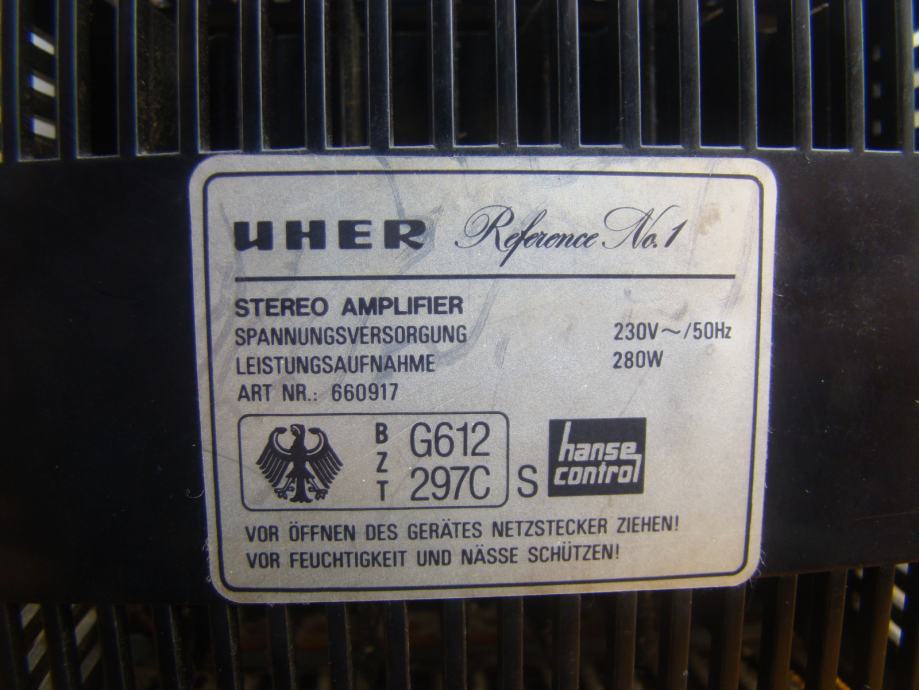 UHER Reference No. 1
STEREO AMPLIFIER
SPANNUNGSVERSORGUNG 230V~/50Hz
LEISTUNGSAUFNAHME 280W
ART NR.: 660917
BZT G612 297C S hanse control
VOR ÖFFNEN DES GERÄTES NETZSTECKER ZIEHEN!
VOR FEUCHTIGKEIT UND NÄSSE SCHÜTZEN!